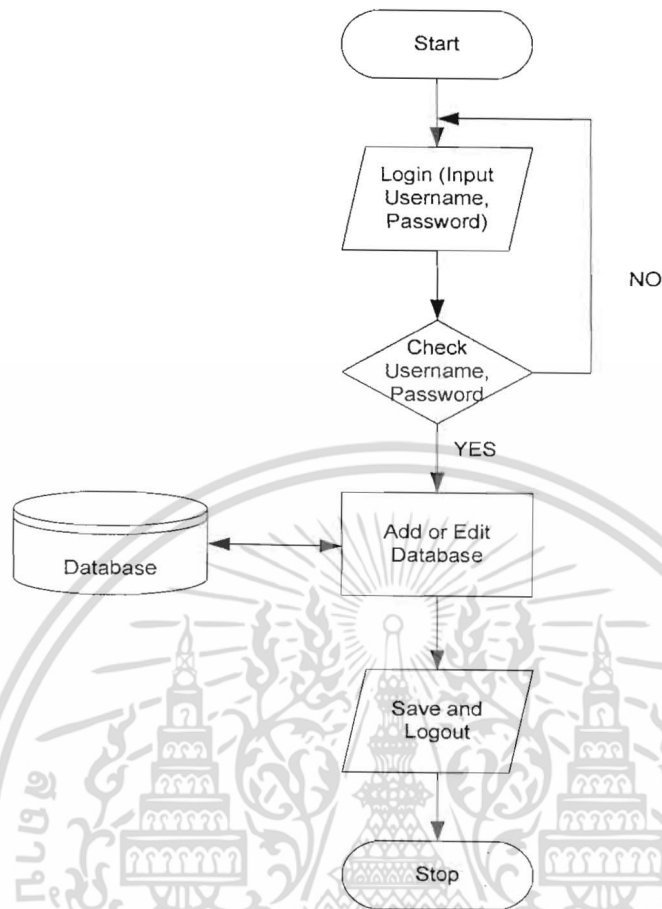 Start
Login (Input
Username,
Password)
NO
Check
Username,
Password
YES
Add or Edit
Database
Database
Save and
Logout
Stop